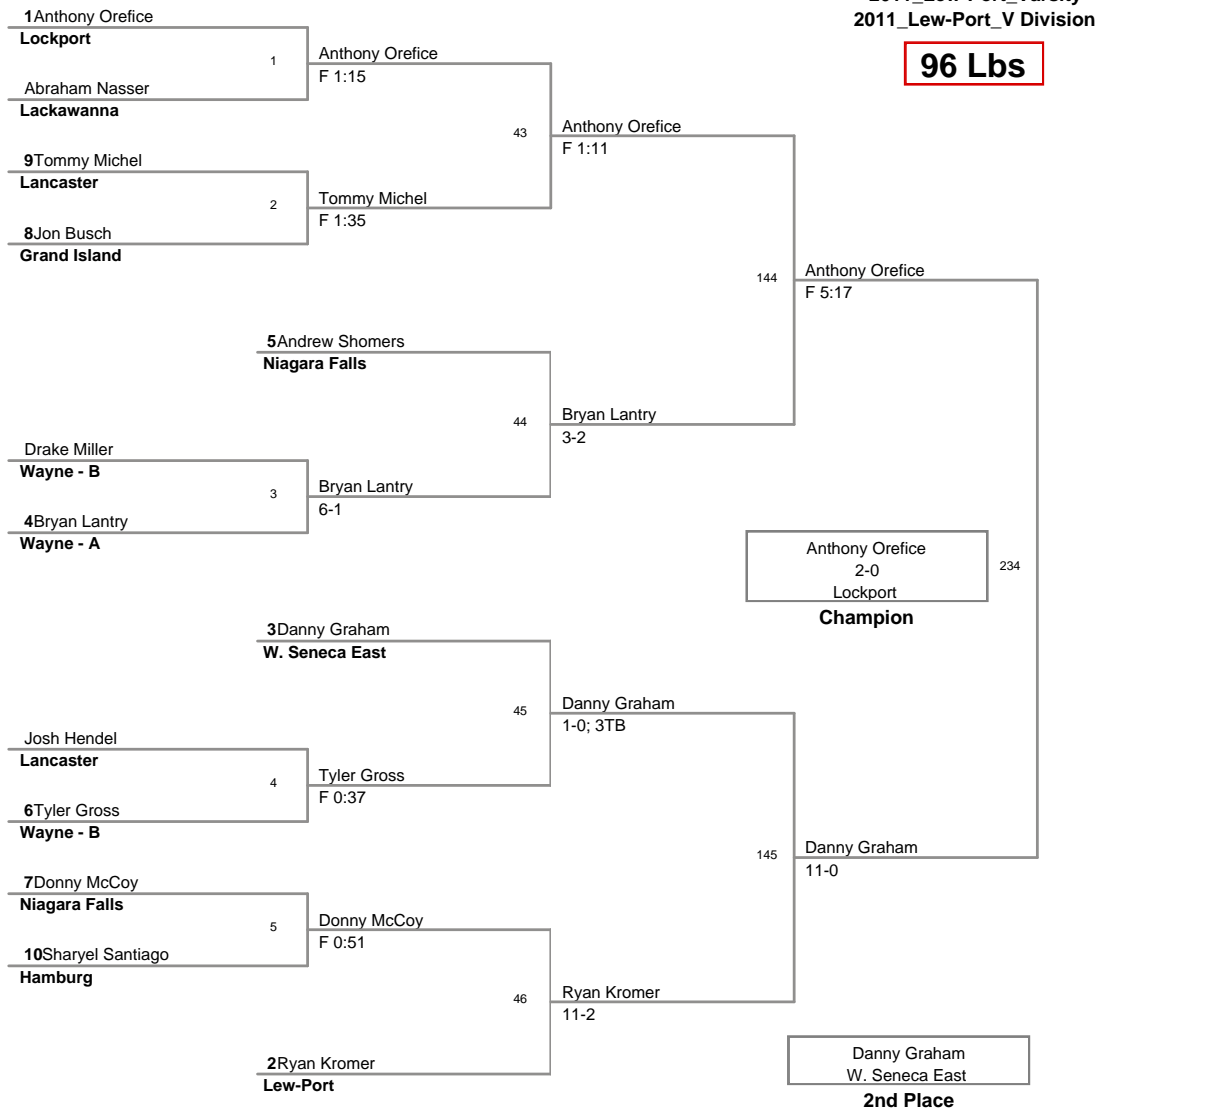 2011_Lew-Port_Varsity
2011_Lew-Port_V Division
96 Lbs
1Anthony Orefice
Lockport
1
Anthony Orefice
F 1:15
Abraham Nasser
Lackawanna
43
Anthony Orefice
F 1:11
9Tommy Michel
Lancaster
2
Tommy Michel
F 1:35
8Jon Busch
Grand Island
144
Anthony Orefice
F 5:17
5Andrew Shomers
Niagara Falls
44
Bryan Lantry
3-2
Drake Miller
Wayne - B
3
Bryan Lantry
6-1
4Bryan Lantry
Wayne - A
Anthony Orefice
2-0
Lockport
234
Champion
3Danny Graham
W. Seneca East
45
Danny Graham
1-0; 3TB
Josh Hendel
Lancaster
4
Tyler Gross
F 0:37
6Tyler Gross
Wayne - B
145
Danny Graham
11-0
7Donny McCoy
Niagara Falls
5
Donny McCoy
F 0:51
10Sharyel Santiago
Hamburg
46
Ryan Kromer
11-2
2Ryan Kromer
Lew-Port
Danny Graham
W. Seneca East
2nd Place